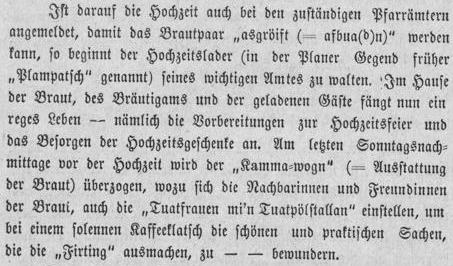 Ist darauf die Hochzeit auch bei den zuständigen Pfarrämtern
angemeldet, damit das Brautpaar „asgröift (= afbua(d)n)“ werden
kann, so beginnt der Hochzeitslader (in der Planer Gegend früher
„Plampatsch“ genannt) seines wichtigen Amtes zu walten. Im Hause
der Braut, des Bräutigams und der geladenen Gäste fängt nun ein
reges Leben — nämlich die Vorbereitungen zur Hochzeitsfeier und
das Besorgen der Hochzeitsgeschenke an. Am letzten Sonntagsnach-
mittage vor der Hochzeit wird der „Kamma-wogn“ (= Ausstattung
der Braut) überzogen, wozu sich die Nachbarinnen und Freundinnen
der Braui, auch die „Tuatfrauen mi'n Tuatpölstallan“ einstellen, um
bei einem solennen Kaffeeklatsch die schönen und praktischen Sachen,
die die „Firting“ ausmachen, zu — — bewundern.